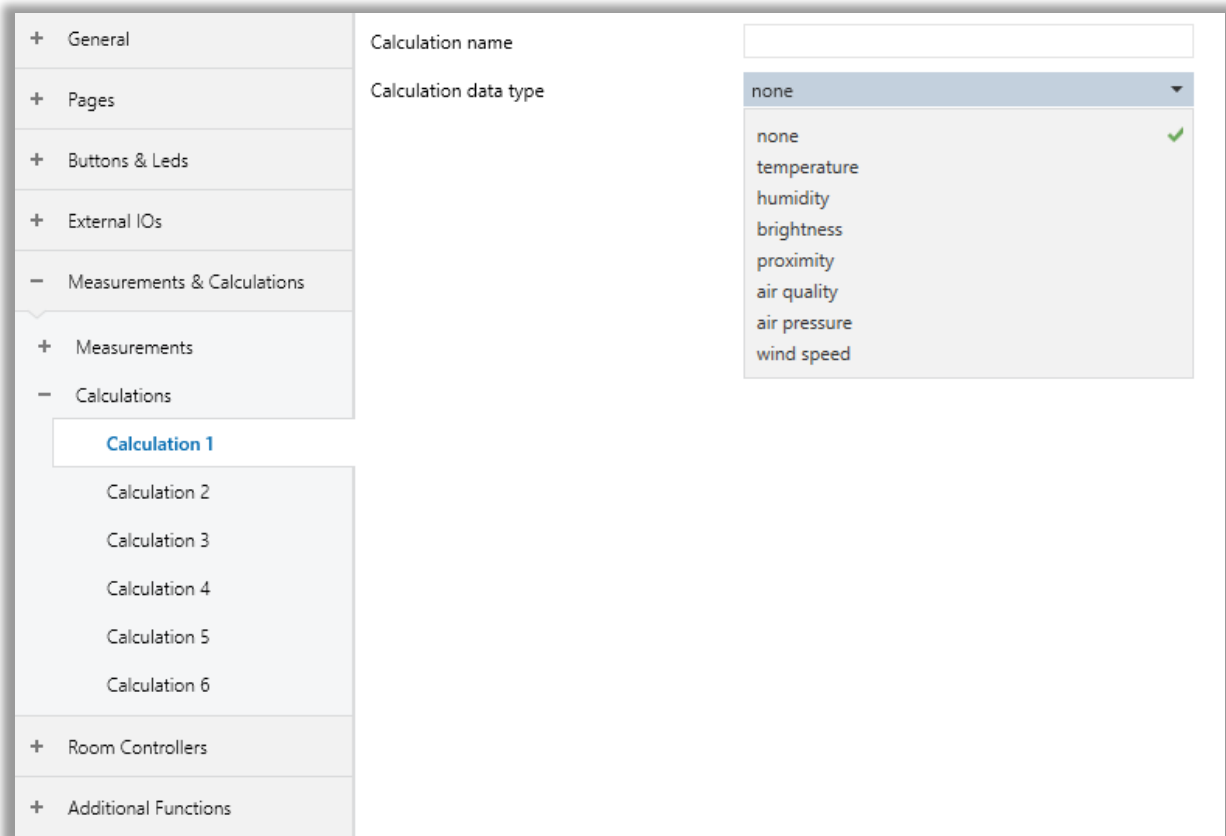 General
Pages
Buttons & Leds
External IOs
Measurements & Calculations
Measurements
Calculations
Calculation 1
Calculation 2
Calculation 3
Calculation 4
Calculation 5
Calculation 6
Room Controllers
Additional Functions
Calculation name
Calculation data type
none
none
temperature
humidity
brightness
proximity
air quality
air pressure
wind speed